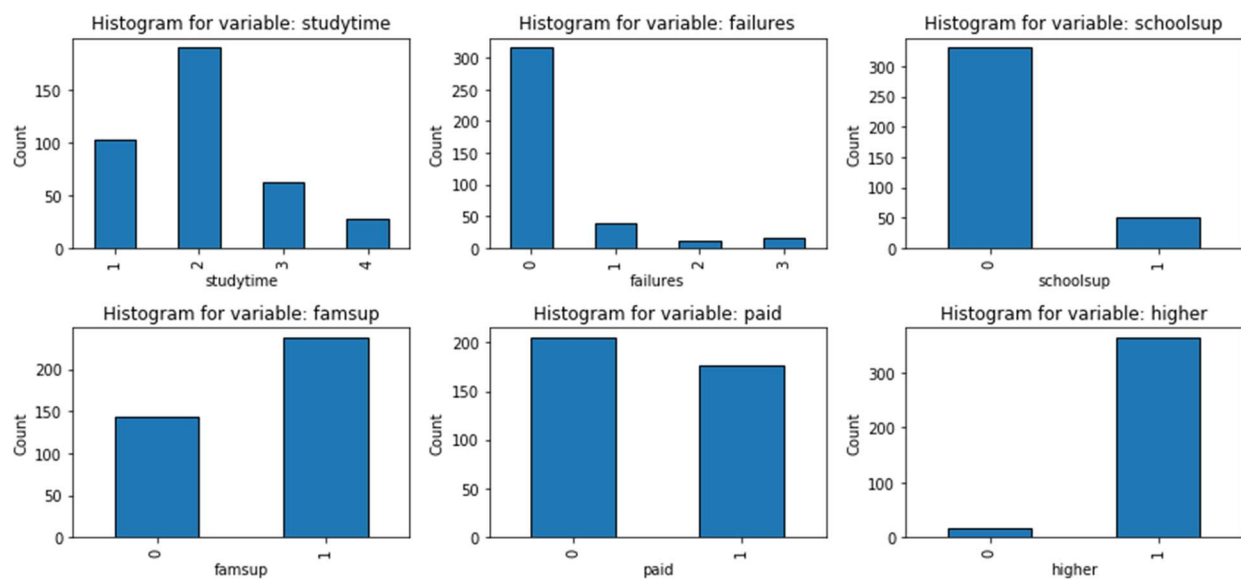 Histogram for variable: studytime
Count
150
100
50
0
1 2 3 4
studytime
Histogram for variable: failures
Count
300
250
200
150
100
50
0
0 1 2 3
failures
Histogram for variable: schoolsup
Count
300
250
200
150
100
50
0
0 1
schoolsup
Histogram for variable: famsup
Count
200
150
100
50
0
0 1
famsup
Histogram for variable: paid
Count
200
150
100
50
0
0 1
paid
Histogram for variable: higher
Count
300
200
100
0
0 1
higher